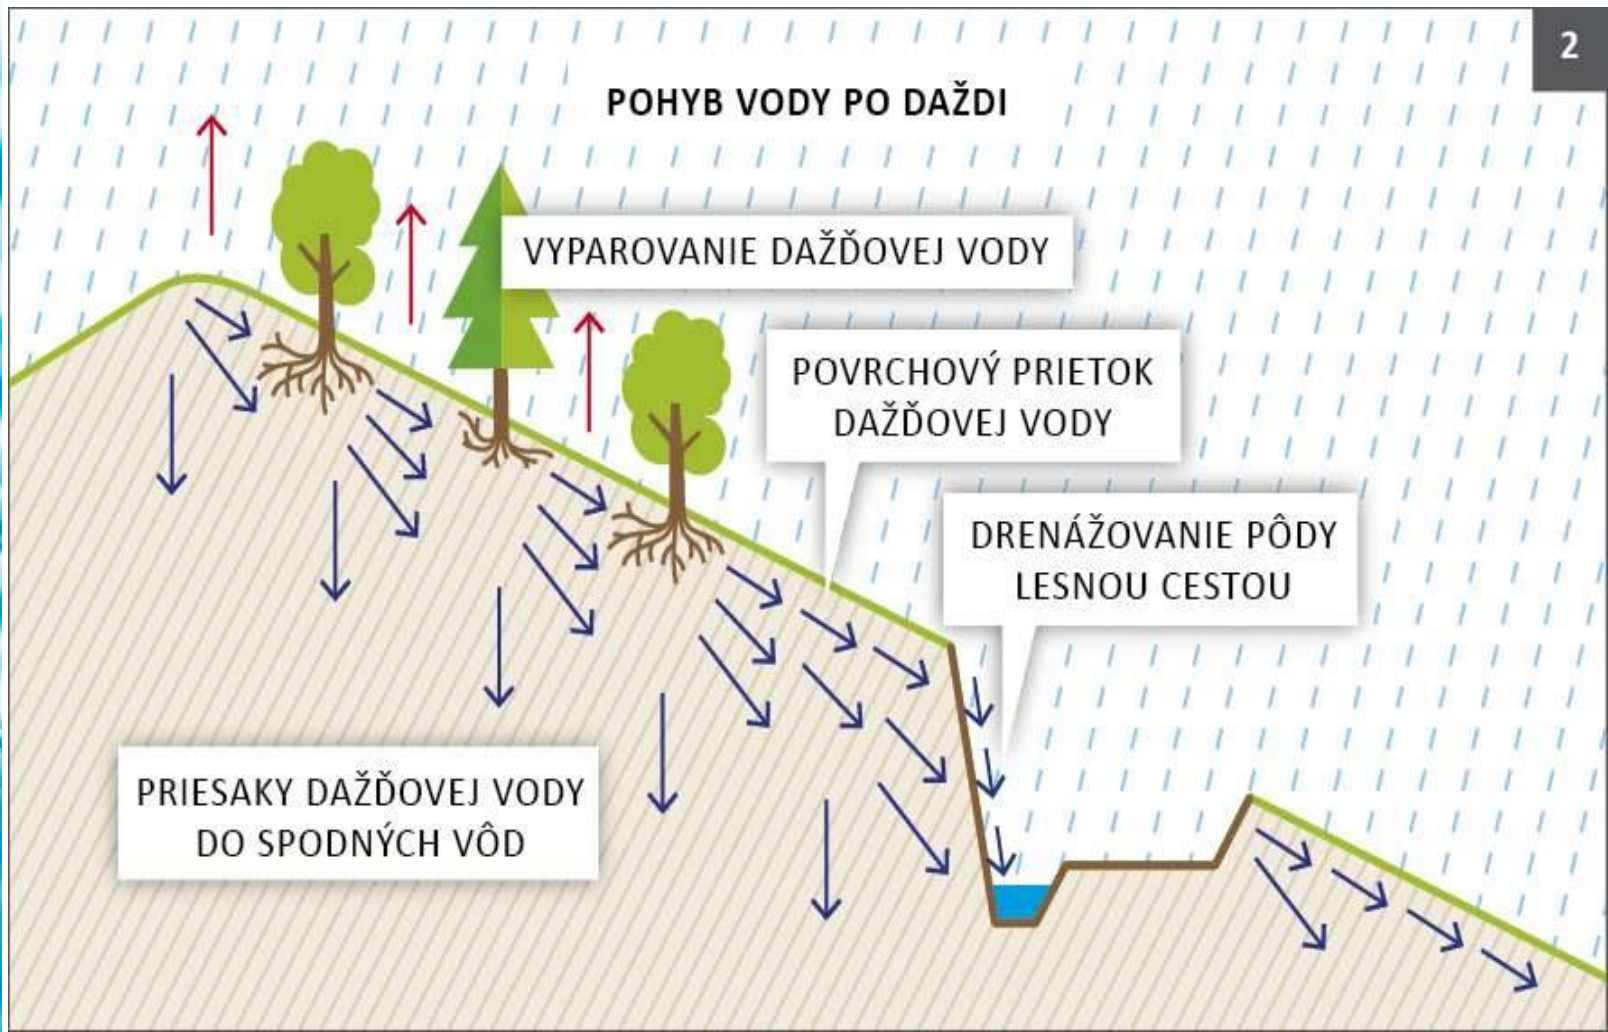 2
POHYB VODY PO DAŽDI
VYPAROVANIE DAŽĎOVEJ VODY
POVRCHOVÝ PRIETOK
DAŽĎOVEJ VODY
DRENÁŽOVANIE PÔDY
LESNOU CESTOU
PRIESAKY DAŽĎOVEJ VODY
DO SPODNÝCH VÔD